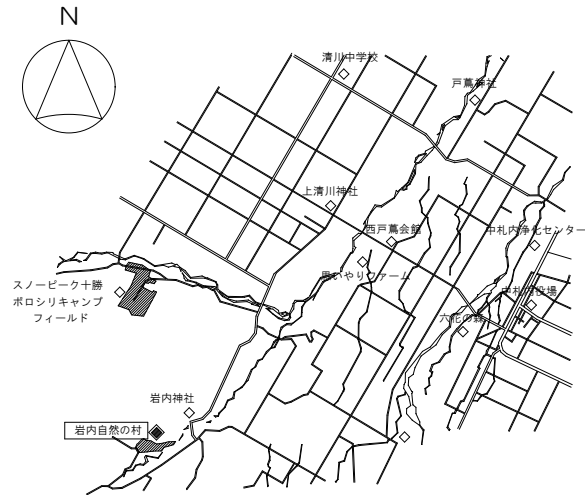 N
清川中学校
戸蔦神社
上清川神社
西戸蔦会館
中札内浄化センター
思いやりファーム
スノーピーク十勝
ポロシリキャンプ
フィールド
中札内役場
六花の森
岩内神社
岩内自然の村